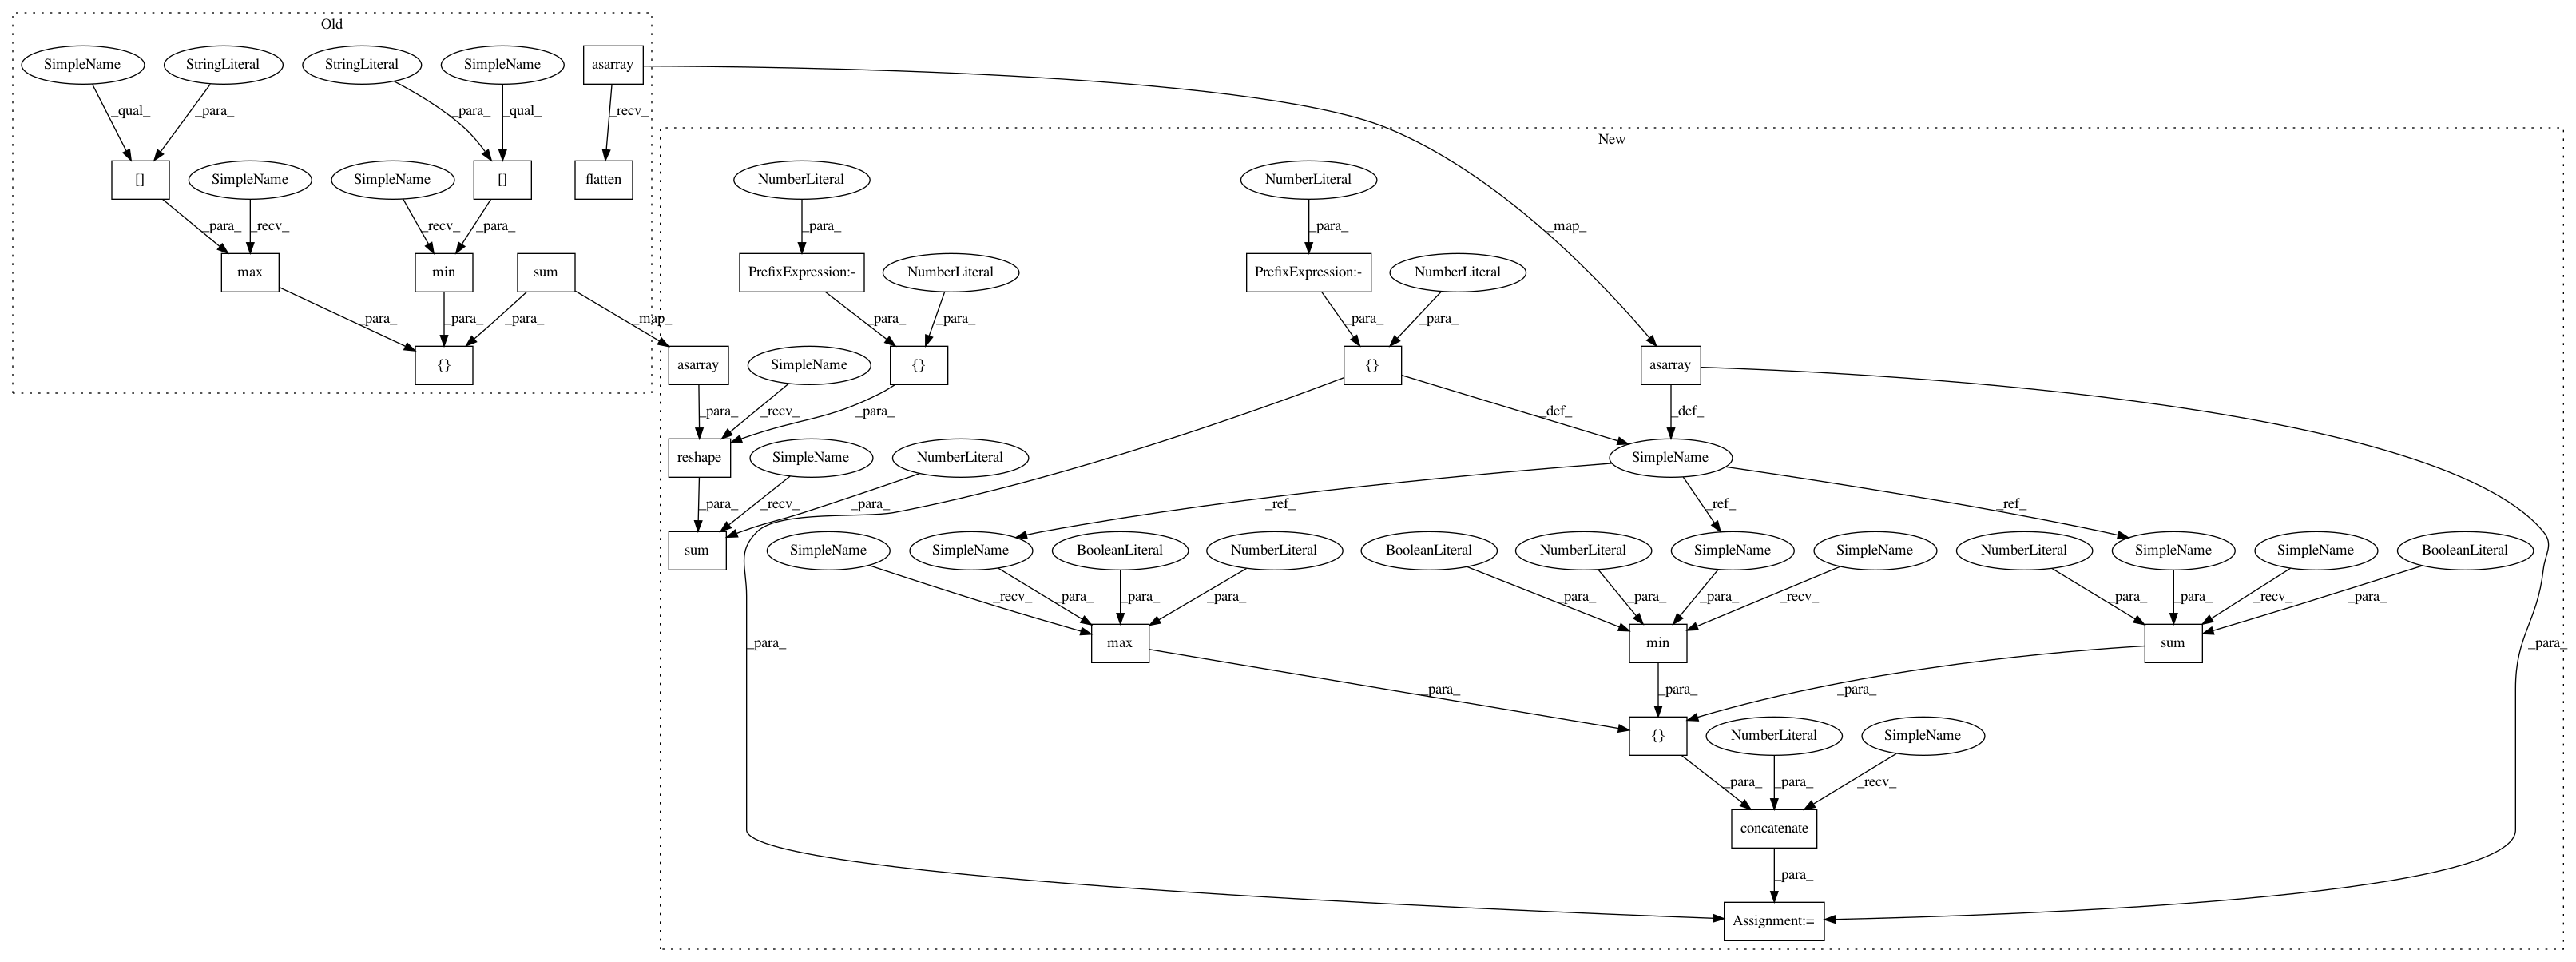 Old
SimpleName
StringLiteral
StringLiteral
SimpleName
asarray
_qual_
_para_
_para_
_qual_
_recv_
New
[]
SimpleName
SimpleName
[]
flatten
NumberLiteral
NumberLiteral
_para_
_recv_
_recv_
_para_
_para_
_para_
_map_
max
min
sum
PrefixExpression:-
NumberLiteral
PrefixExpression:-
NumberLiteral
_para_
_para_
_para_
_map_
_para_
_para_
_para_
_para_
{}
asarray
SimpleName
{}
{}
asarray
_para_
_recv_
_para_
_def_
_def_
reshape
SimpleName
NumberLiteral
SimpleName
_para_
_recv_
_para_
_ref_
_ref_
_ref_
sum
SimpleName
SimpleName
BooleanLiteral
NumberLiteral
BooleanLiteral
NumberLiteral
SimpleName
SimpleName
NumberLiteral
SimpleName
SimpleName
BooleanLiteral
_recv_
_para_
_para_
_para_
_para_
_para_
_para_
_recv_
_para_
_para_
_recv_
_para_
_para_
max
min
sum
_para_
_para_
_para_
_para_
{}
NumberLiteral
SimpleName
_para_
_para_
_recv_
concatenate
_para_
Assignment:=